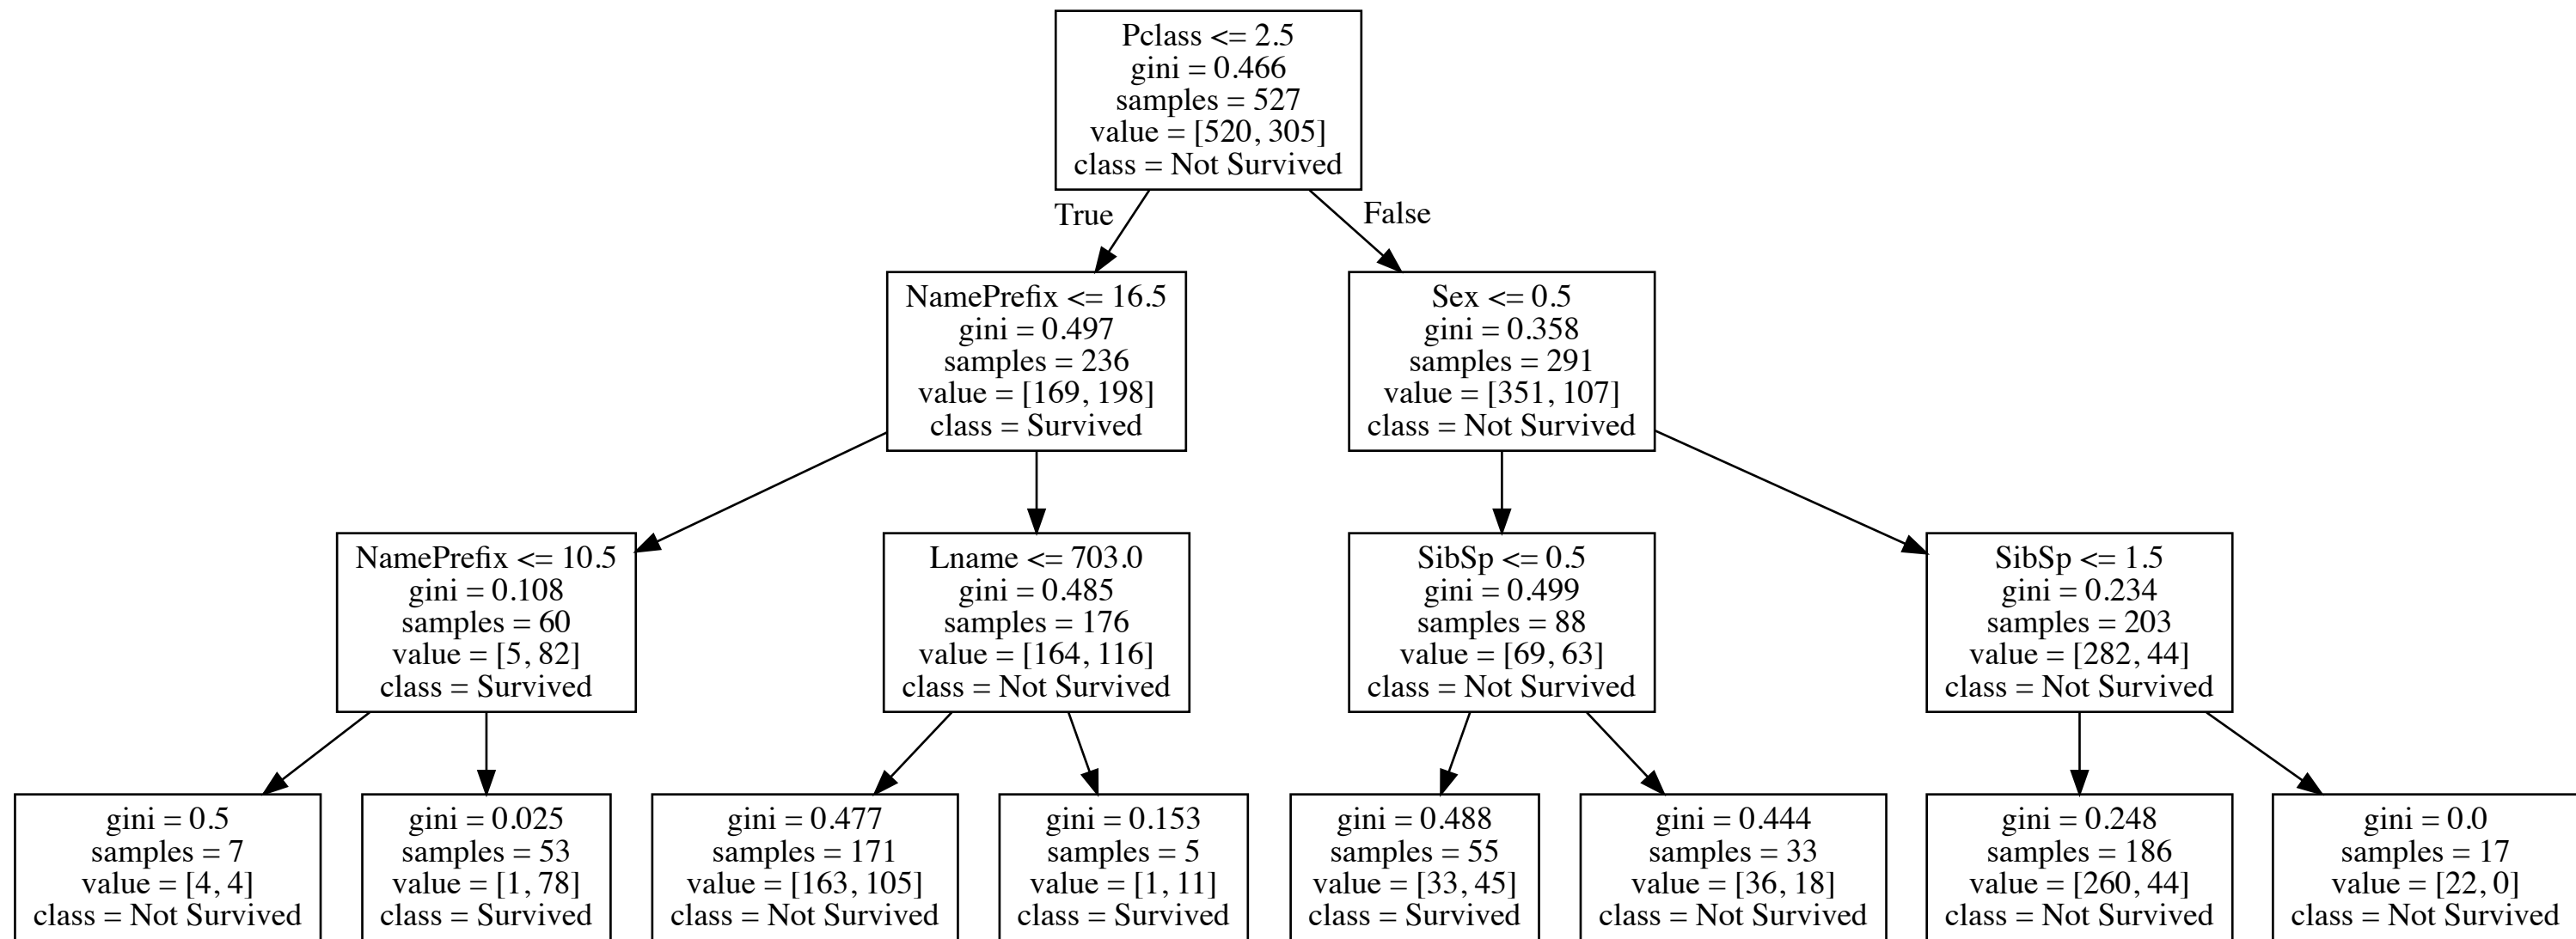 Pclass <= 2.5
gini = 0.466
samples = 527
value = [520, 305]
class = Not Survived
True
False
NamePrefix <= 16.5
gini = 0.497
samples = 236
value = [169, 198]
class = Survived
Sex <= 0.5
gini = 0.358
samples = 291
value = [351, 107]
class = Not Survived
NamePrefix <= 10.5
gini = 0.108
samples = 60
value = [5, 82]
class = Survived
Lname <= 703.0
gini = 0.485
samples = 176
value = [164, 116]
class = Not Survived
SibSp <= 0.5
gini = 0.499
samples = 88
value = [69, 63]
class = Not Survived
SibSp <= 1.5
gini = 0.234
samples = 203
value = [282, 44]
class = Not Survived
gini = 0.5
samples = 7
value = [4, 4]
class = Not Survived
gini = 0.025
samples = 53
value = [1, 78]
class = Survived
gini = 0.477
samples = 171
value = [163, 105]
class = Not Survived
gini = 0.153
samples = 5
value = [1, 11]
class = Survived
gini = 0.488
samples = 55
value = [33, 45]
class = Survived
gini = 0.444
samples = 33
value = [36, 18]
class = Not Survived
gini = 0.248
samples = 186
value = [260, 44]
class = Not Survived
gini = 0.0
samples = 17
value = [22, 0]
class = Not Survived